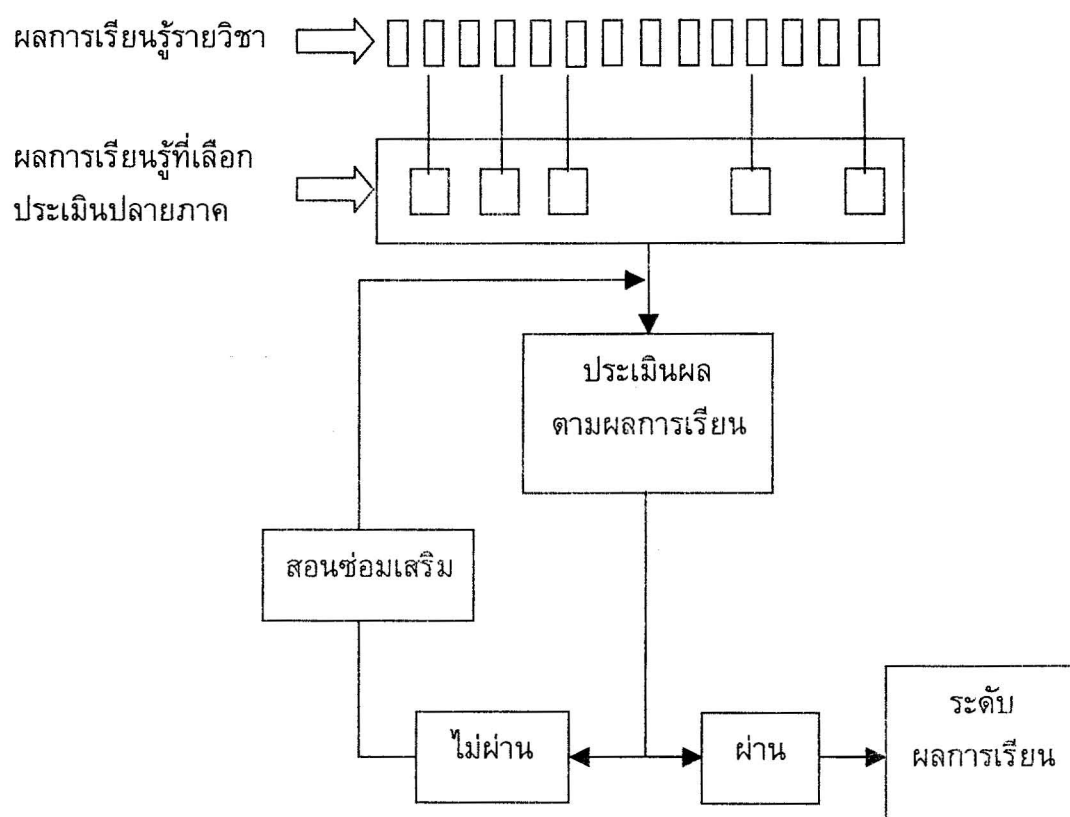 ผลการเรียนรู้รายวิชา
ผลการเรียนรู้ที่เลือก
ประเมินปลายภาค
ประเมินผล
ตามผลการเรียน
สอนซ่อมเสริม
ไม่ผ่าน
ผ่าน
ระดับ
ผลการเรียน